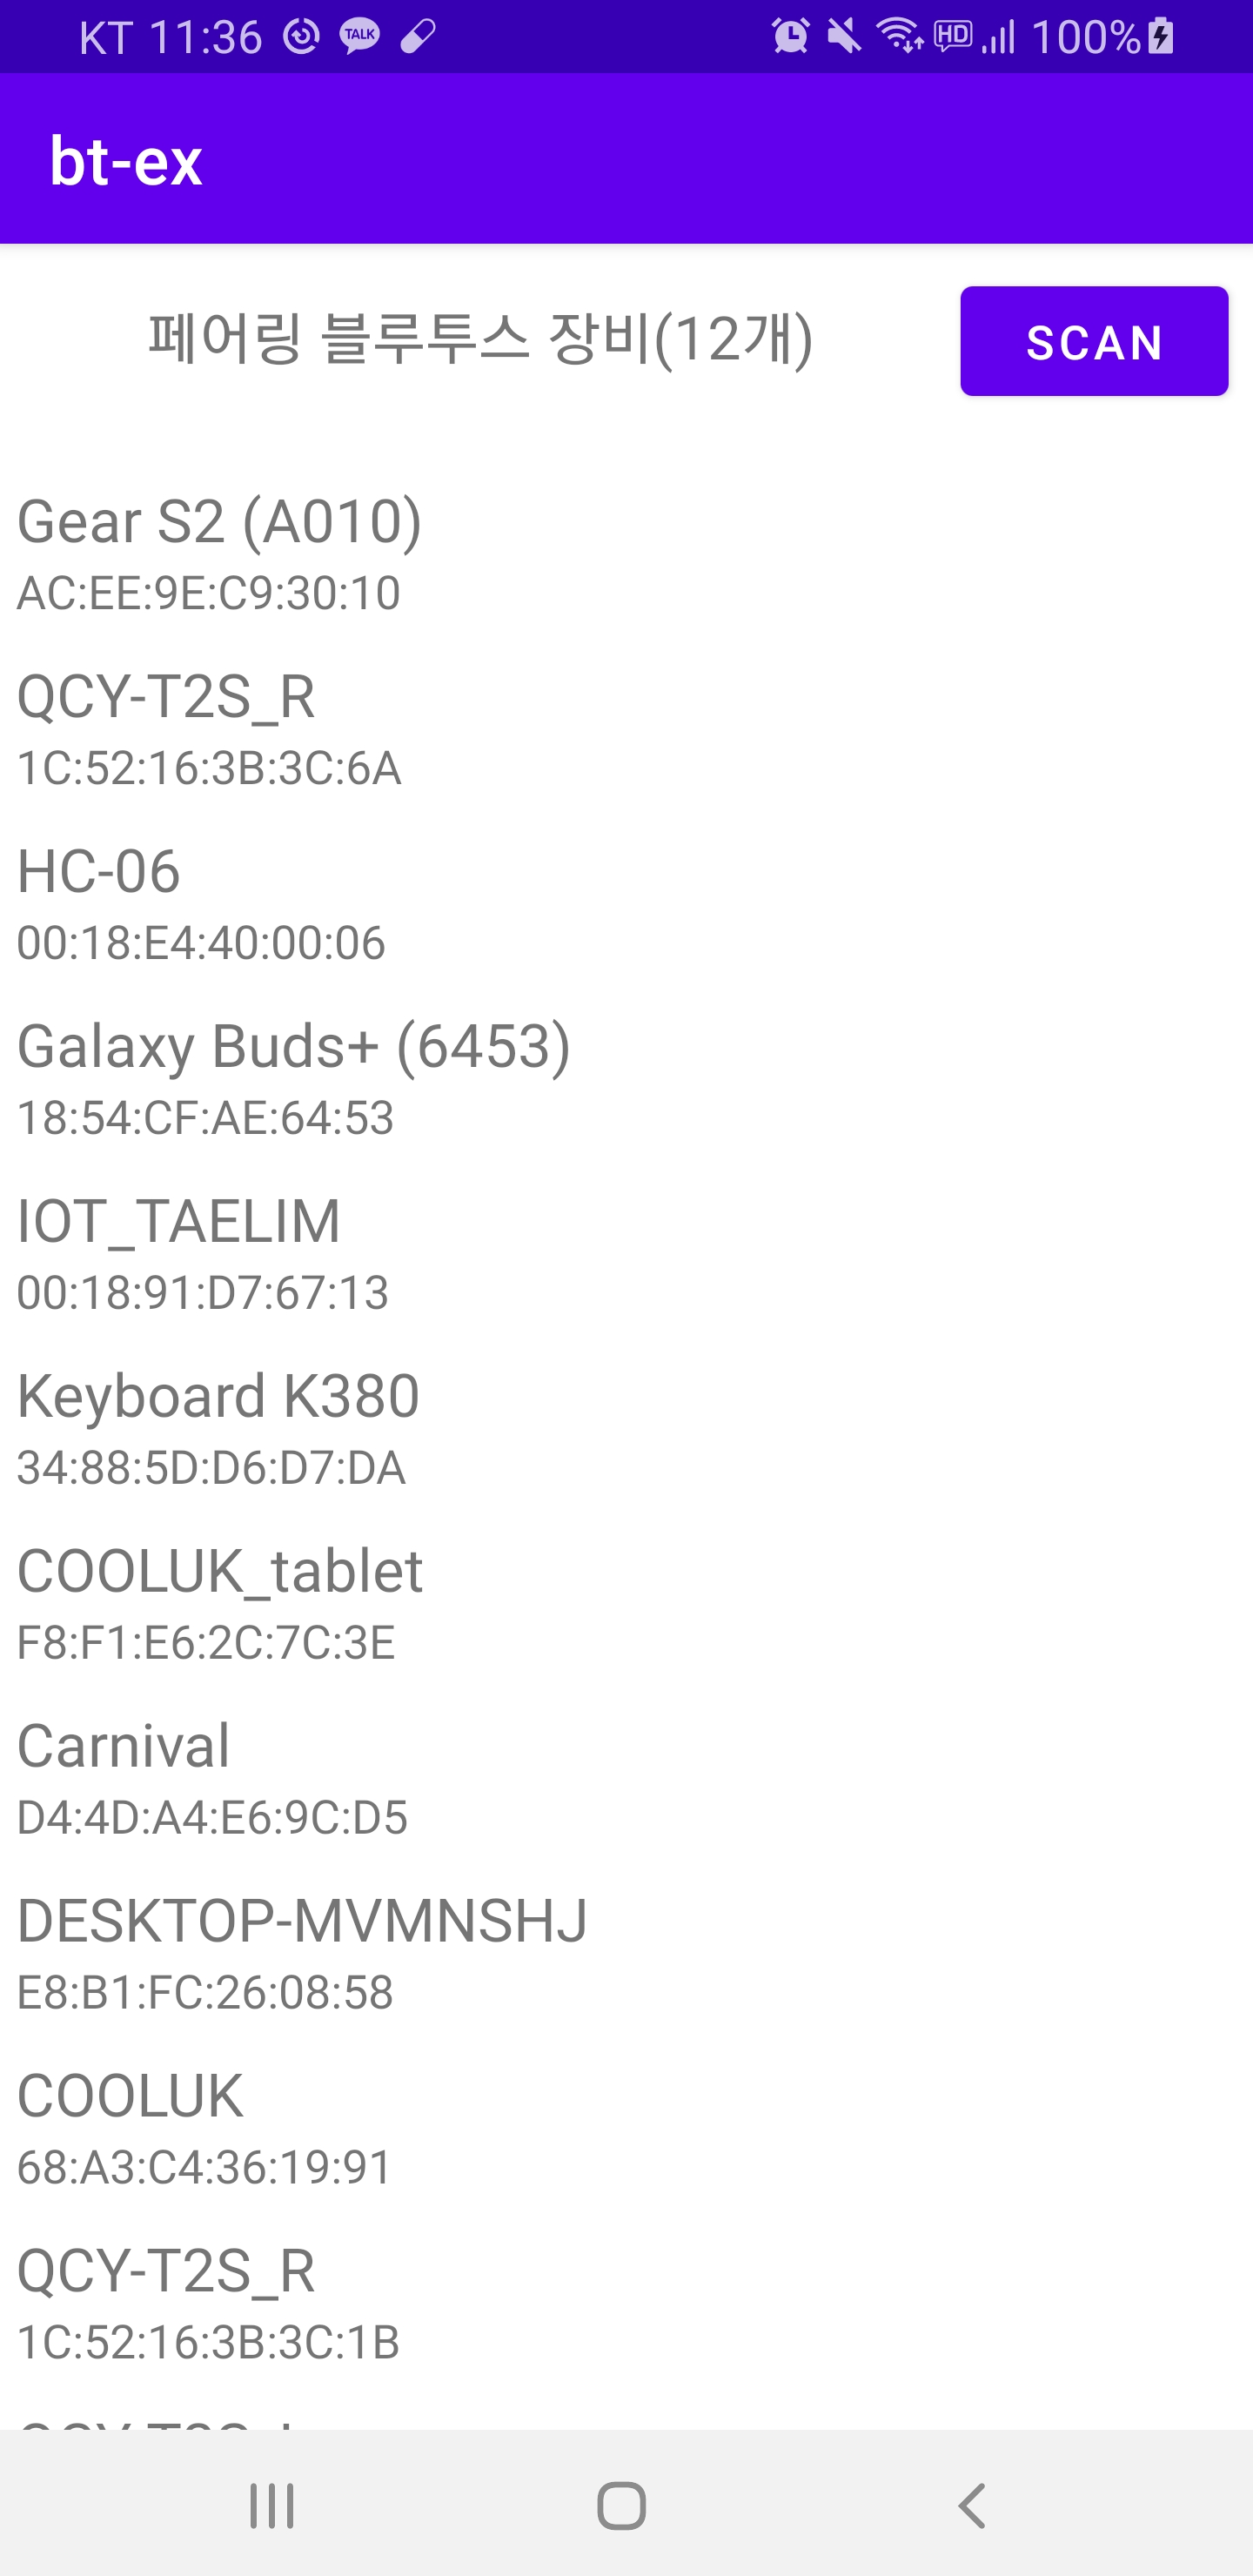 KT 11:36 TALK HD 100%
bt-ex
페어링 블루투스 장비(12개) SCAN
Gear S2 (A010)
AC:EE:9E:C9:30:10
QCY-T2S_R
1C:52:16:3B:3C:6A
HC-06
00:18:E4:40:00:06
Galaxy Buds+ (6453)
18:54:CF:AE:64:53
IOT_TAELIM
00:18:91:D7:67:13
Keyboard K380
34:88:5D:D6:D7:DA
COOLUK_tablet
F8:F1:E6:2C:7C:3E
Carnival
D4:4D:A4:E6:9C:D5
DESKTOP-MVMNSHJ
E8:B1:FC:26:08:58
COOLUK
68:A3:C4:36:19:91
QCY-T2S_R
1C:52:16:3B:3C:1B